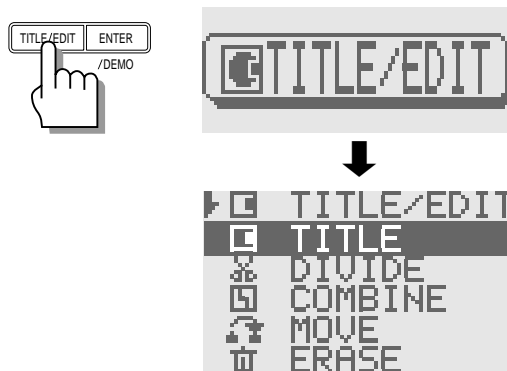 TITLE/EDIT ENTER
/DEMO
TITLE/EDIT
TITLE/EDIT
TITLE
DIVIDE
COMBINE
MOVE
ERASE